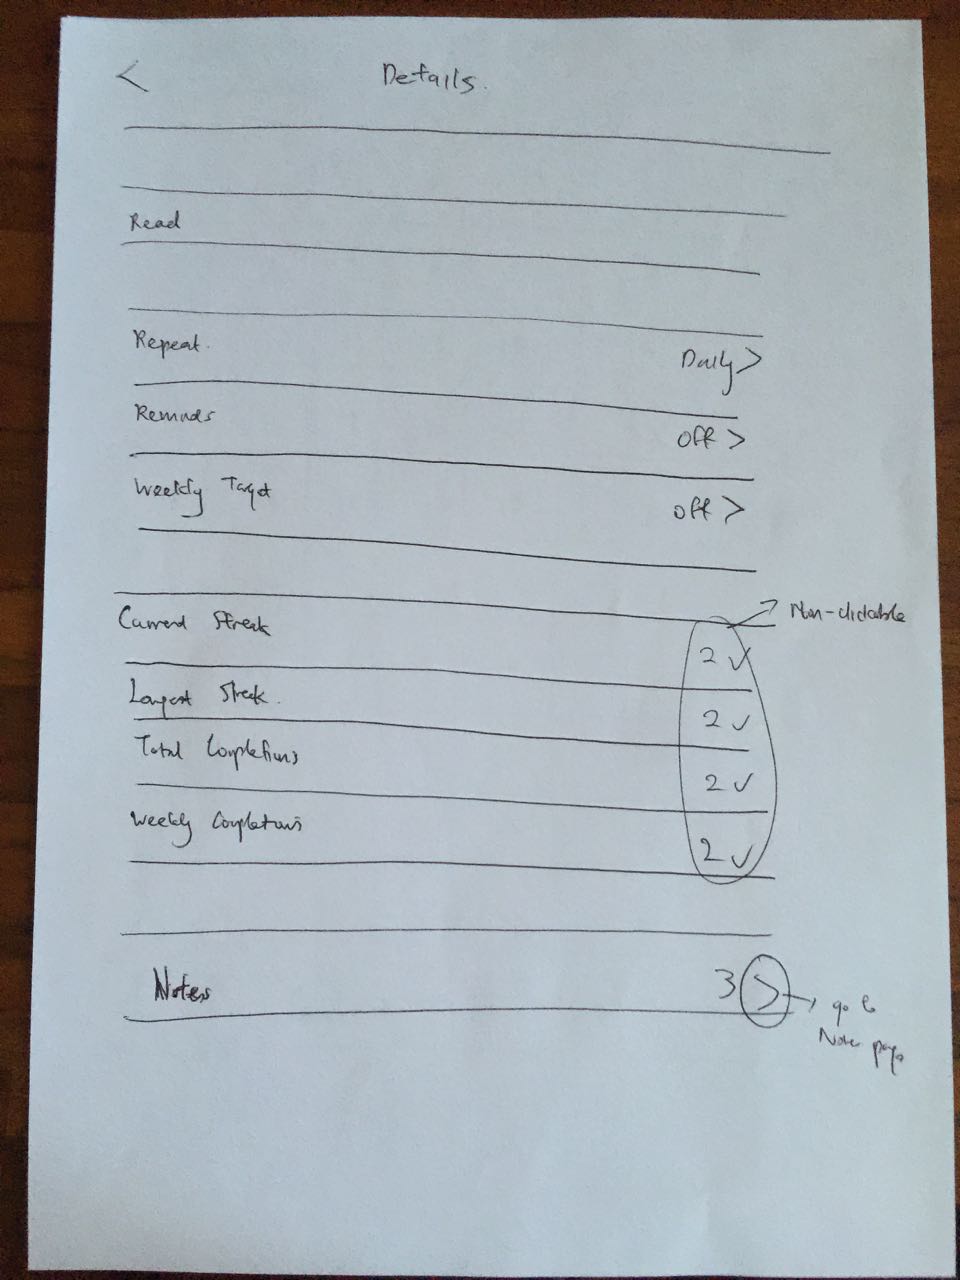 < Details.
Read
Repeat. Daily >
Reminds off >
Weekly Target off >
Non-clickable
Current Streak 2 ✓
Longest Streak. 2 ✓
Total Completions 2 ✓
Weekly Completions 2 ✓
Notes 3 > → go to
Note page